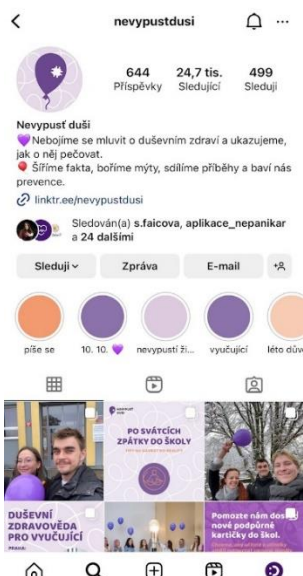 nevypustdusi
644
24,7 tis.
499
Příspěvky
Sledující
Sleduji
Nevypusť duši
💜Nebojíme se mluvit o duševním zdraví a ukazujeme,
jak o něj pečovat.
🎈 Šíříme fakta, boříme mýty, sdílíme příběhy a baví nás
prevence.
linktr.ee/nevypustdusi
Sledován(a) s.faicova, aplikace_nepanikar
a 24 dalšími
Sleduji
Zpráva
E-mail
píše se
10. 10. 💜
nevypustí ži...
vyučující
léto dův
PO SVÁTCÍCH
ZPÁTKY DO ŠKOLY
DUŠEVNÍ
ZDRAVOVĚDA
PRO VYUČUJÍCÍ
PRAHA:
Pomozte nám dos
nové podpůrné
kartičky do škol.